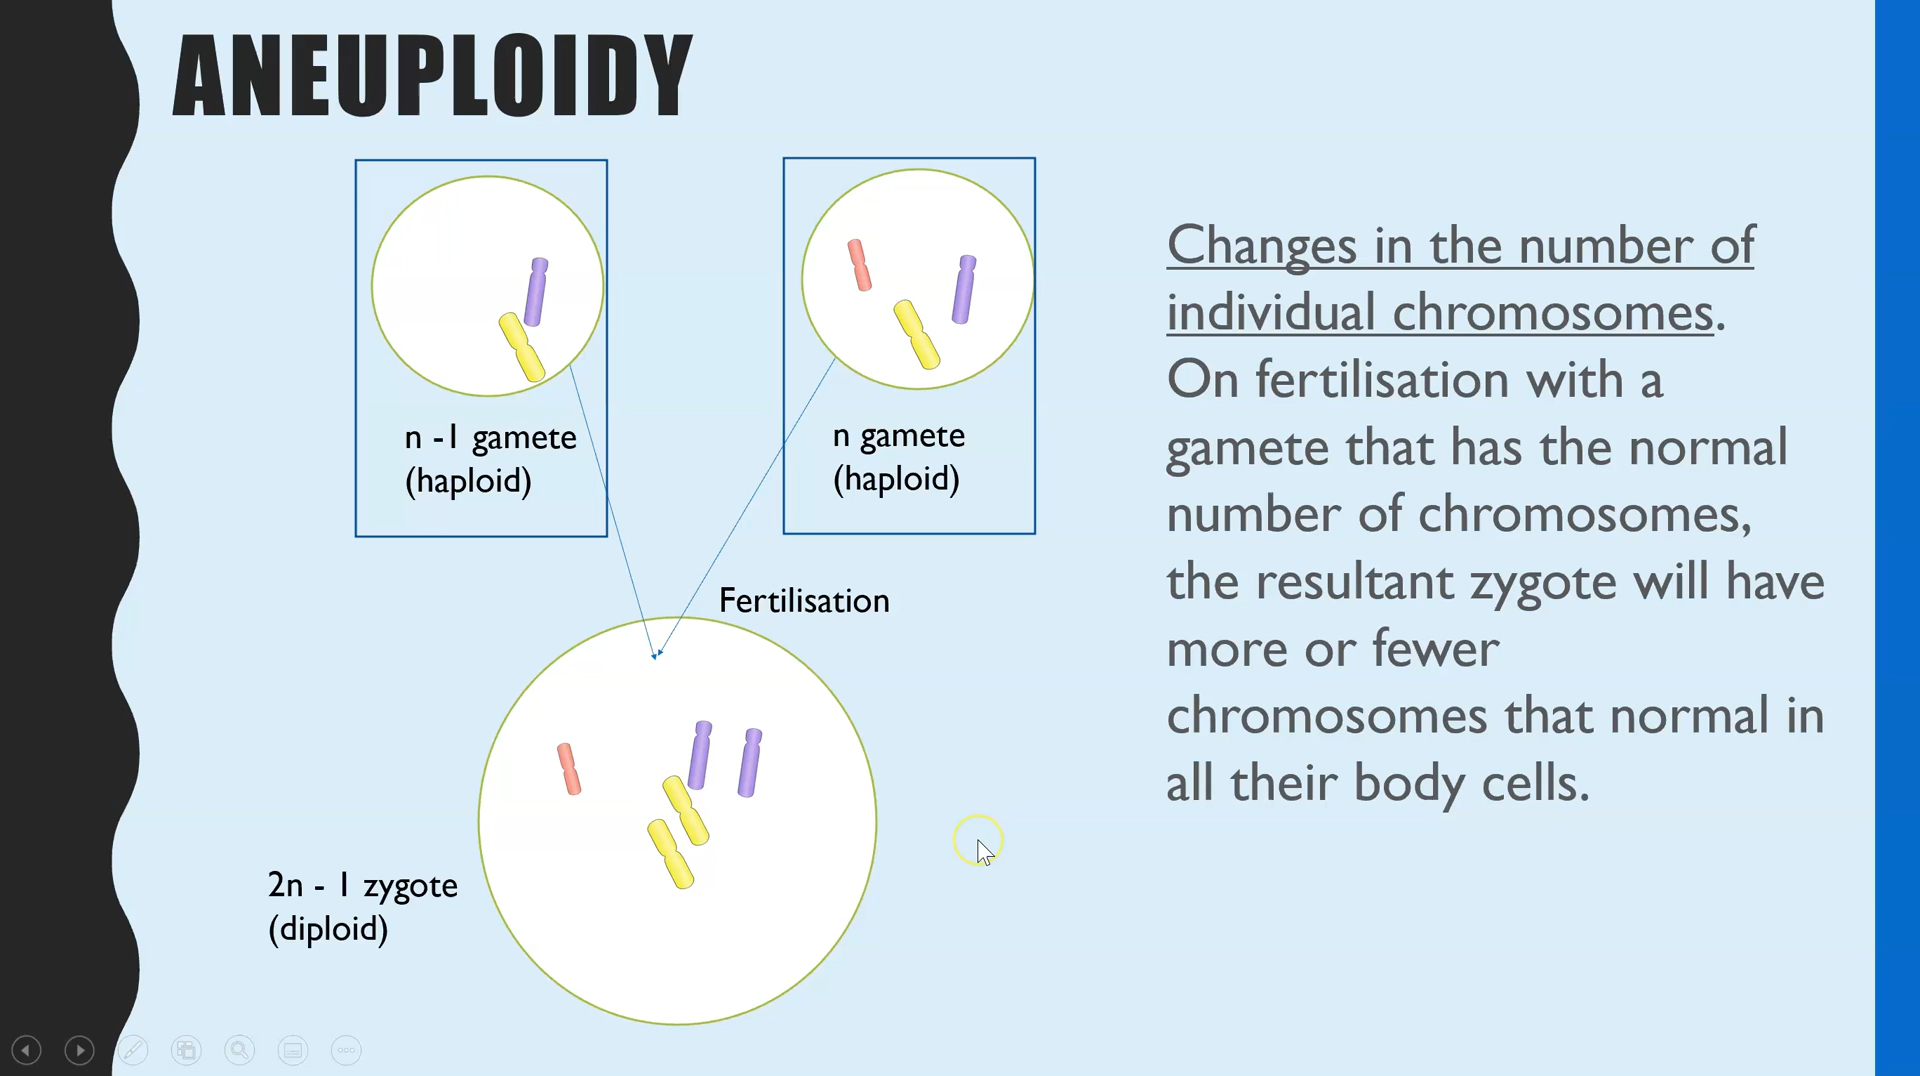 ANEUPLOIDY
n -1 gamete
(haploid)
n gamete
(haploid)
Fertilisation
2n - 1 zygote
(diploid)
Changes in the number of
individual chromosomes.
On fertilisation with a
gamete that has the normal
number of chromosomes,
the resultant zygote will have
more or fewer
chromosomes that normal in
all their body cells.